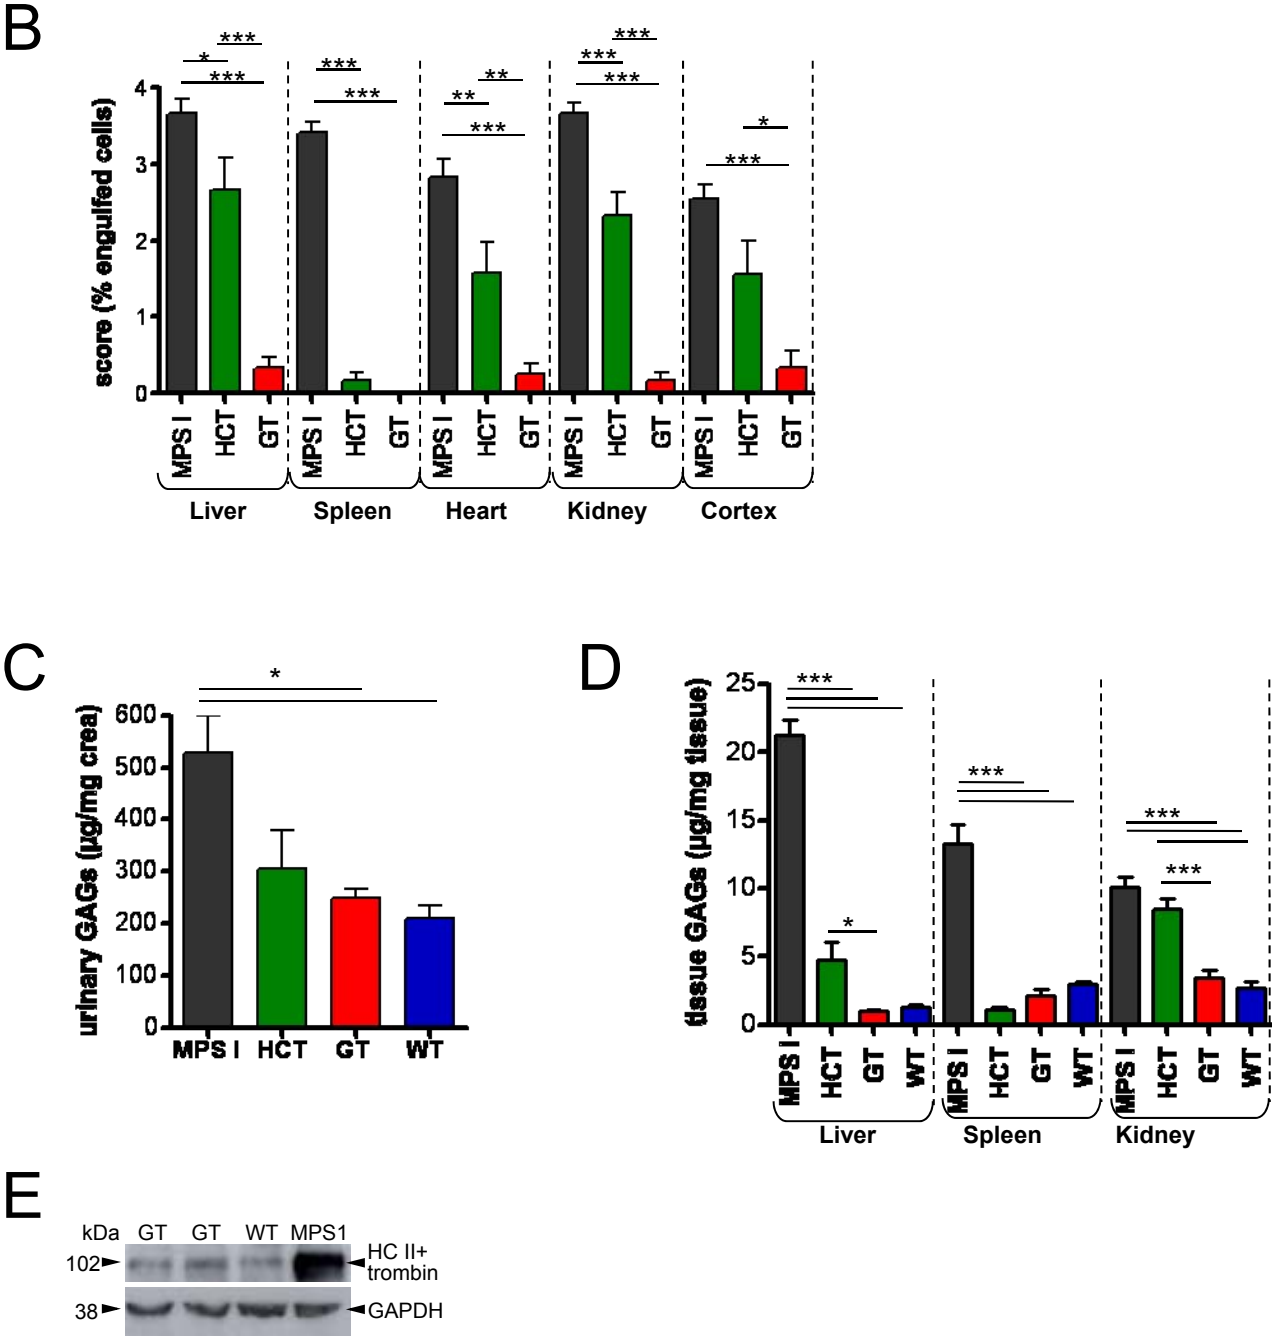 B
***
*
***
***
***
**
**
***
***
***
***
*
***
score (% engulfed cells)
4
3
2
1
0
MPS I HCT GT MPS I HCT GT MPS I HCT GT MPS I HCT GT MPS I HCT GT
Liver Spleen Heart Kidney Cortex
C
*
urinary GAGs (µg/mg crea)
600
500
400
300
200
100
0
MPS I HCT GT WT
D
***
***
***
***
*
tissue GAGs (µg/mg tissue)
25
20
15
10
5
0
MPS I HCT GT WT MPS I HCT GT WT MPS I HCT GT WT
Liver Spleen Kidney
E
kDa GT GT WT MPS1
102 HC II+
trombin
38 GAPDH